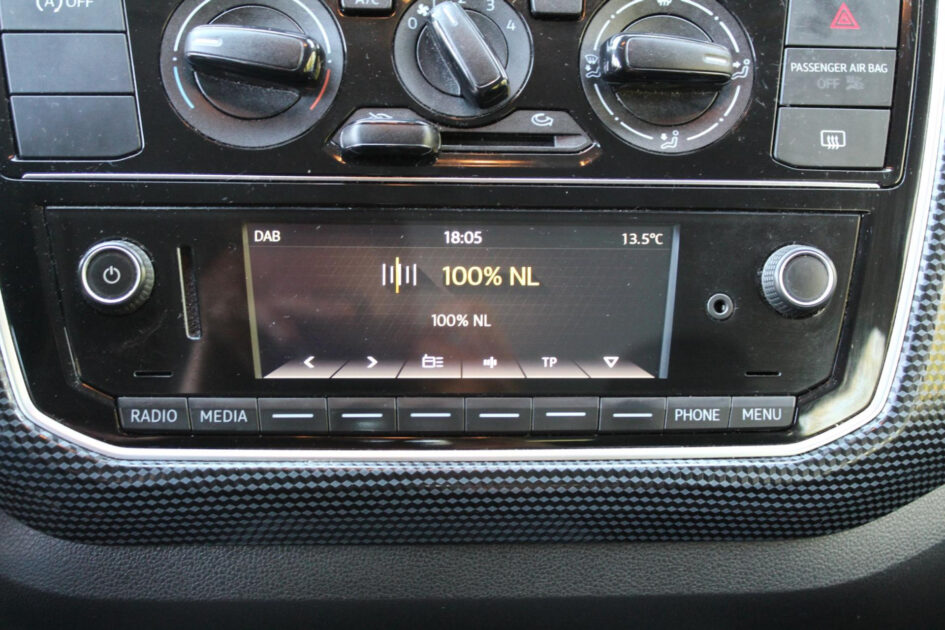 (A) OFF
A/C
0 2 3 4
PASSENGER AIR BAG
OFF
DAB 18:05 13.5°C
100% NL
100% NL
TP
RADIO MEDIA PHONE MENU